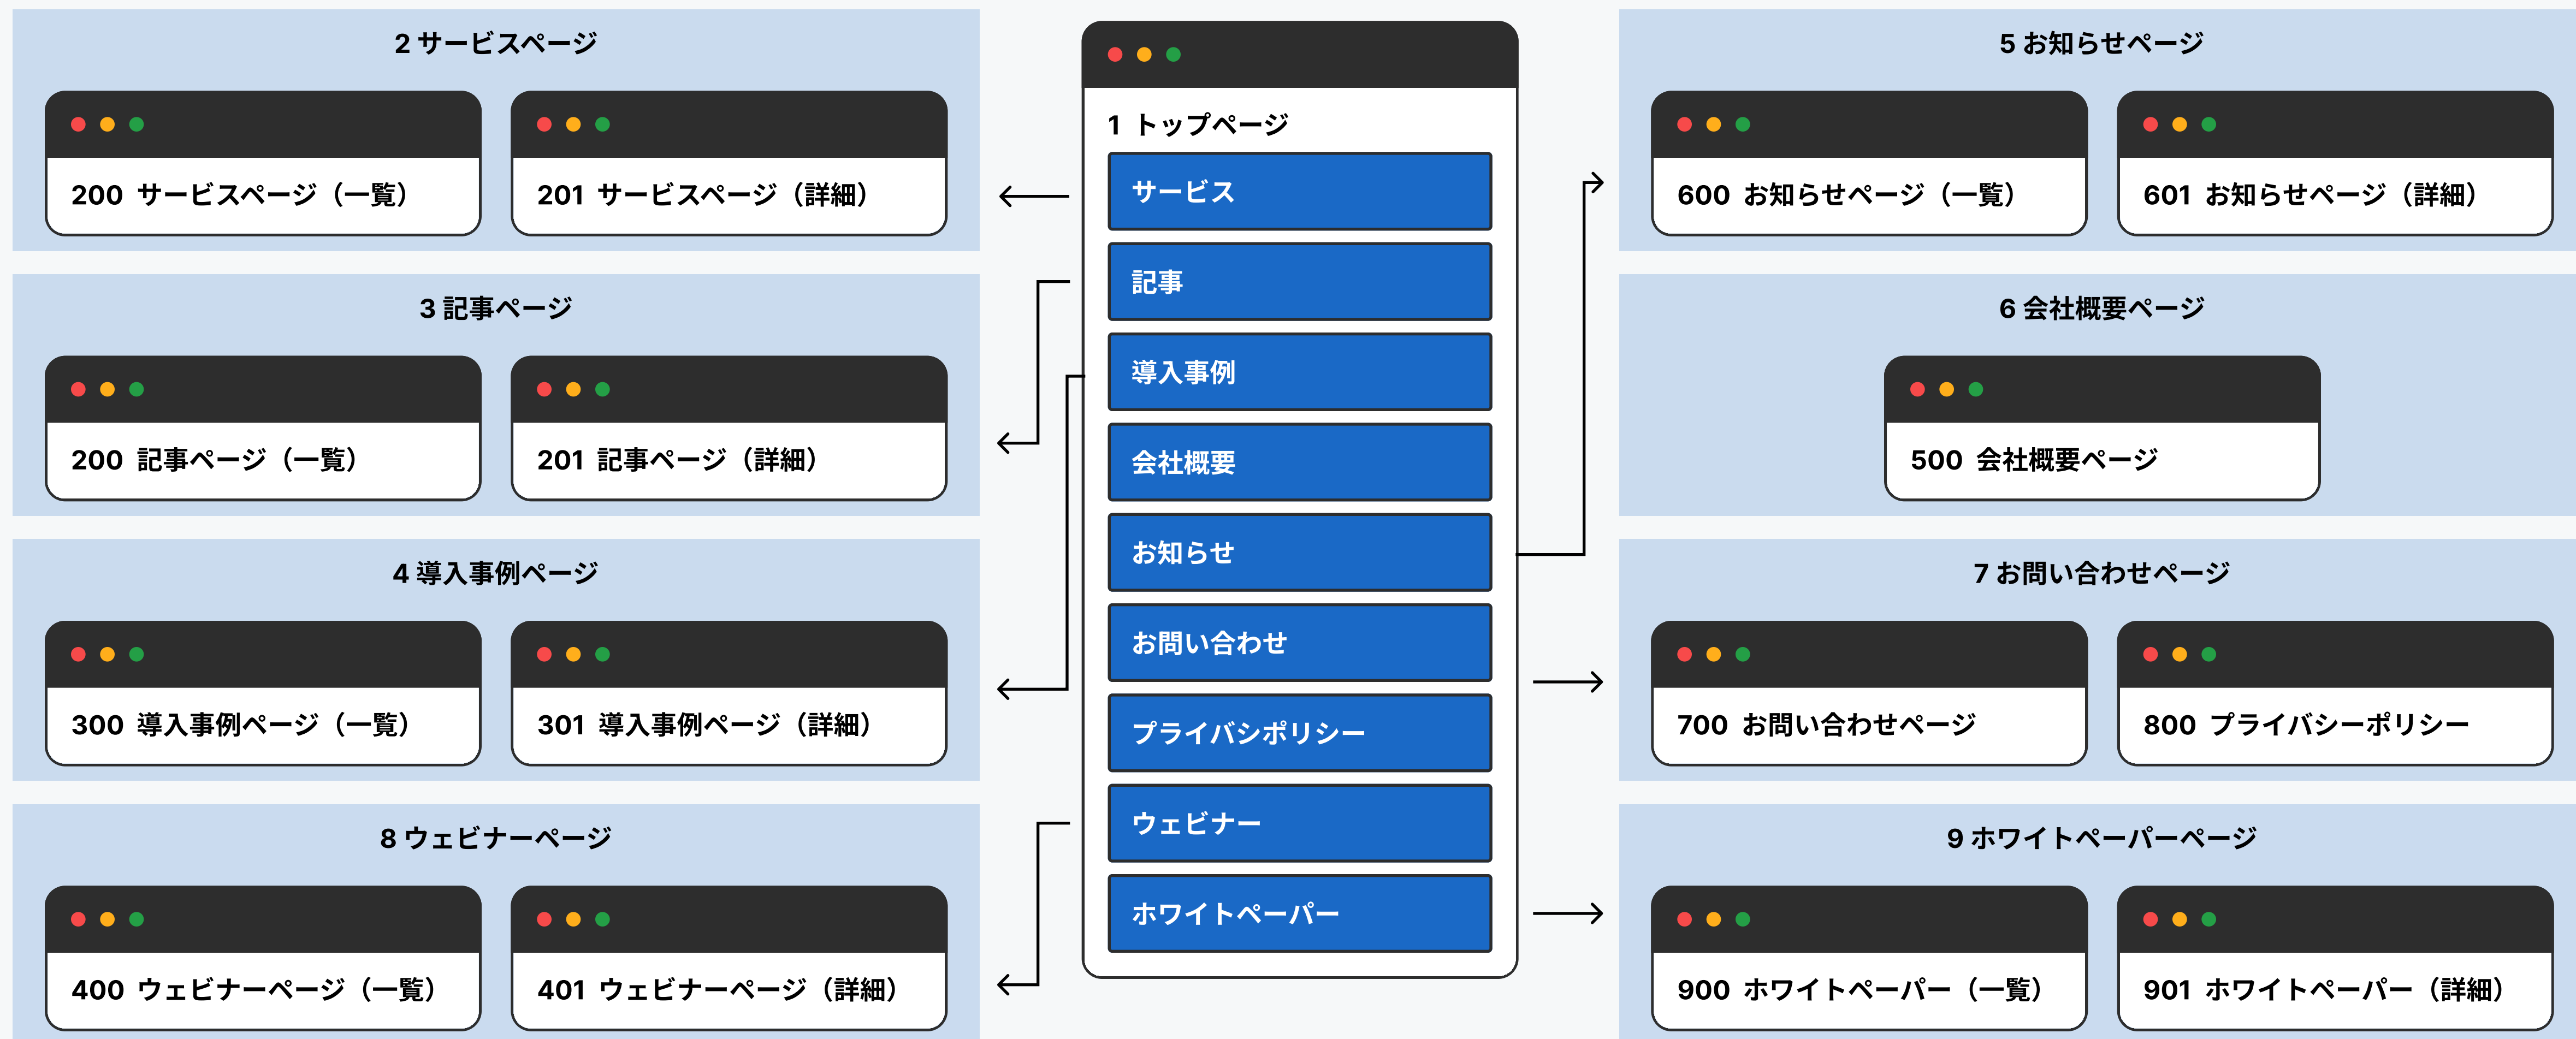 2 サービスページ
200 サービスページ（一覧）
201 サービスページ（詳細）
3 記事ページ
200 記事ページ（一覧）
201 記事ページ（詳細）
4 導入事例ページ
300 導入事例ページ（一覧）
301 導入事例ページ（詳細）
8 ウェビナーページ
400 ウェビナーページ（一覧）
401 ウェビナーページ（詳細）
1 トップページ
サービス
記事
導入事例
会社概要
お知らせ
お問い合わせ
プライバシポリシー
ウェビナー
ホワイトペーパー
5 お知らせページ
600 お知らせページ（一覧）
601 お知らせページ（詳細）
6 会社概要ページ
500 会社概要ページ
7 お問い合わせページ
700 お問い合わせページ
800 プライバシーポリシー
9 ホワイトペーパーページ
900 ホワイトペーパー（一覧）
901 ホワイトペーパー（詳細）